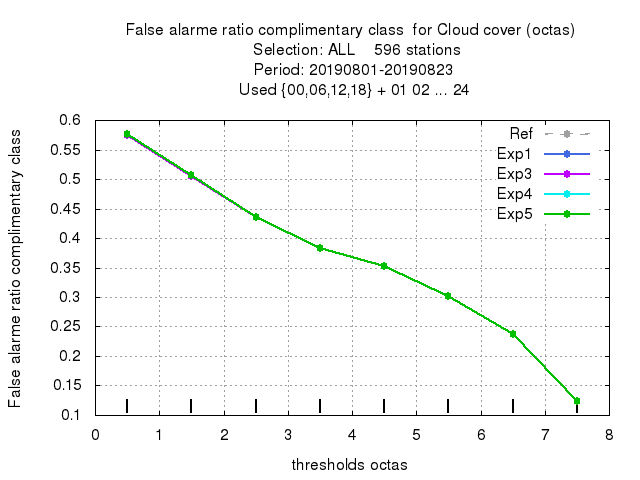 False alarme ratio complimentary class  for Cloud cover (octas)
Selection: ALL    596 stations
Period: 20190801-20190823
Used {00,06,12,18} + 01 02 ... 24
False alarme ratio complimentary class
0.6
0.55
0.5
0.45
0.4
0.35
0.3
0.25
0.2
0.15
0.1
Ref
Exp1
Exp3
Exp4
Exp5
0 1 2 3 4 5 6 7 8
thresholds octas